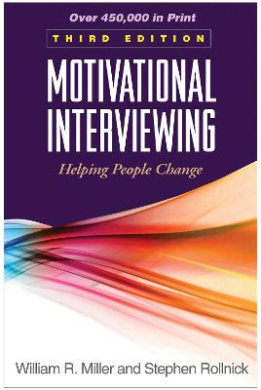 Over 450,000 in Print
THIRD EDITION
MOTIVATIONAL
INTERVIEWING
Helping People Change
William R. Miller and Stephen Rollnick